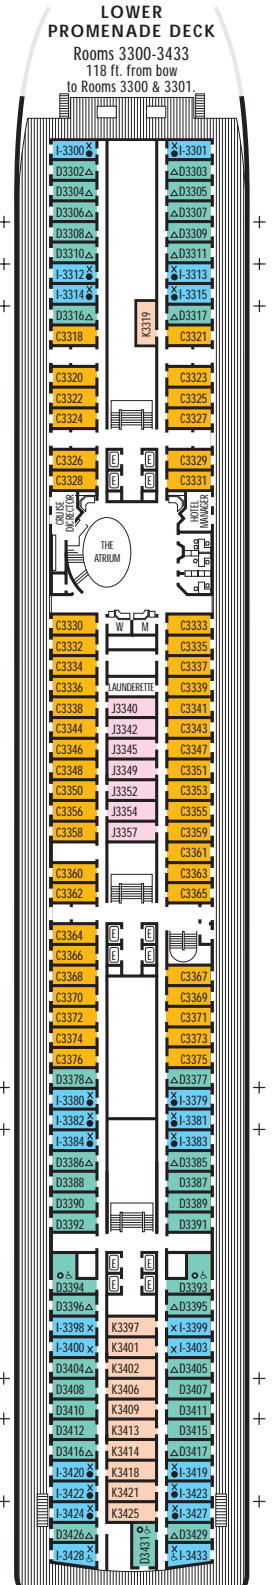 LOWER
PROMENADE DECK
Rooms 3300-3433
118 ft. from bow
to Rooms 3300 & 3301.
I-3300 I-3301
D3302 D3303
D3304 D3305
D3306 D3307
D3308 D3309
D3310 D3311
I-3312 I-3313
I-3314 I-3315
D3316 K3319 D3317
C3318 C3321
C3320 C3323
C3322 C3325
C3324 C3327
C3326 E E C3329
C3328 E E C3331
CRUISE
DICRECTOR
HOTEL
MANAGER
THE
ATRIUM
C3330 W M C3333
C3332 C3335
C3334 C3337
C3336 LAUNDERETTE C3339
C3338 J3340 C3341
C3344 J3342 C3343
C3346 J3345 C3347
C3348 J3349 C3351
C3350 J3352 C3353
C3356 J3354 C3355
C3358 J3357 C3359
C3361
C3360 C3363
C3362 C3365
C3364 E E
C3366 E E
C3368 C3367
C3370 C3369
C3372 C3371
C3374 C3373
C3376 C3375
D3378 D3377
I-3380 I-3379
I-3382 I-3381
I-3384 I-3383
D3386 D3385
D3388 D3387
D3390 D3389
D3392 D3391
E E
D3394 E E D3393
D3396 D3395
I-3398 K3397 I-3399
I-3400 K3401 I-3403
D3404 K3402 D3405
D3408 K3406 D3407
D3410 K3409 D3411
D3412 K3413 D3415
D3416 K3414 D3417
I-3420 K3418 I-3419
I-3422 K3421 I-3423
I-3424 K3425 I-3427
D3426 D3431 D3429
I-3428 I-3433